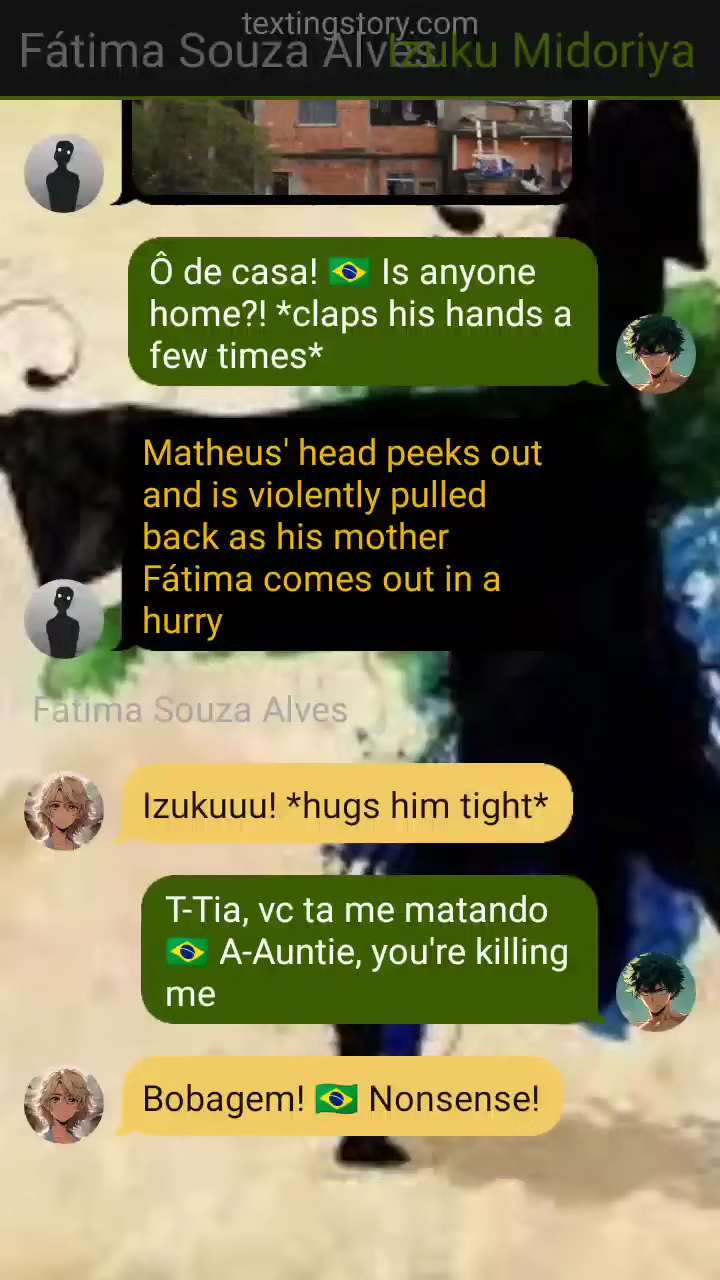 textingstory.com
Fátima Souza Alves Izuku Midoriya
Ô de casa! 🇧🇷 Is anyone
home?! *claps his hands a
few times*
Matheus' head peeks out
and is violently pulled
back as his mother
Fátima comes out in a
hurry
Fátima Souza Alves
Izukuuu! *hugs him tight*
T-Tia, vc ta me matando
🇧🇷 A-Auntie, you're killing
me
Bobagem! 🇧🇷 Nonsense!